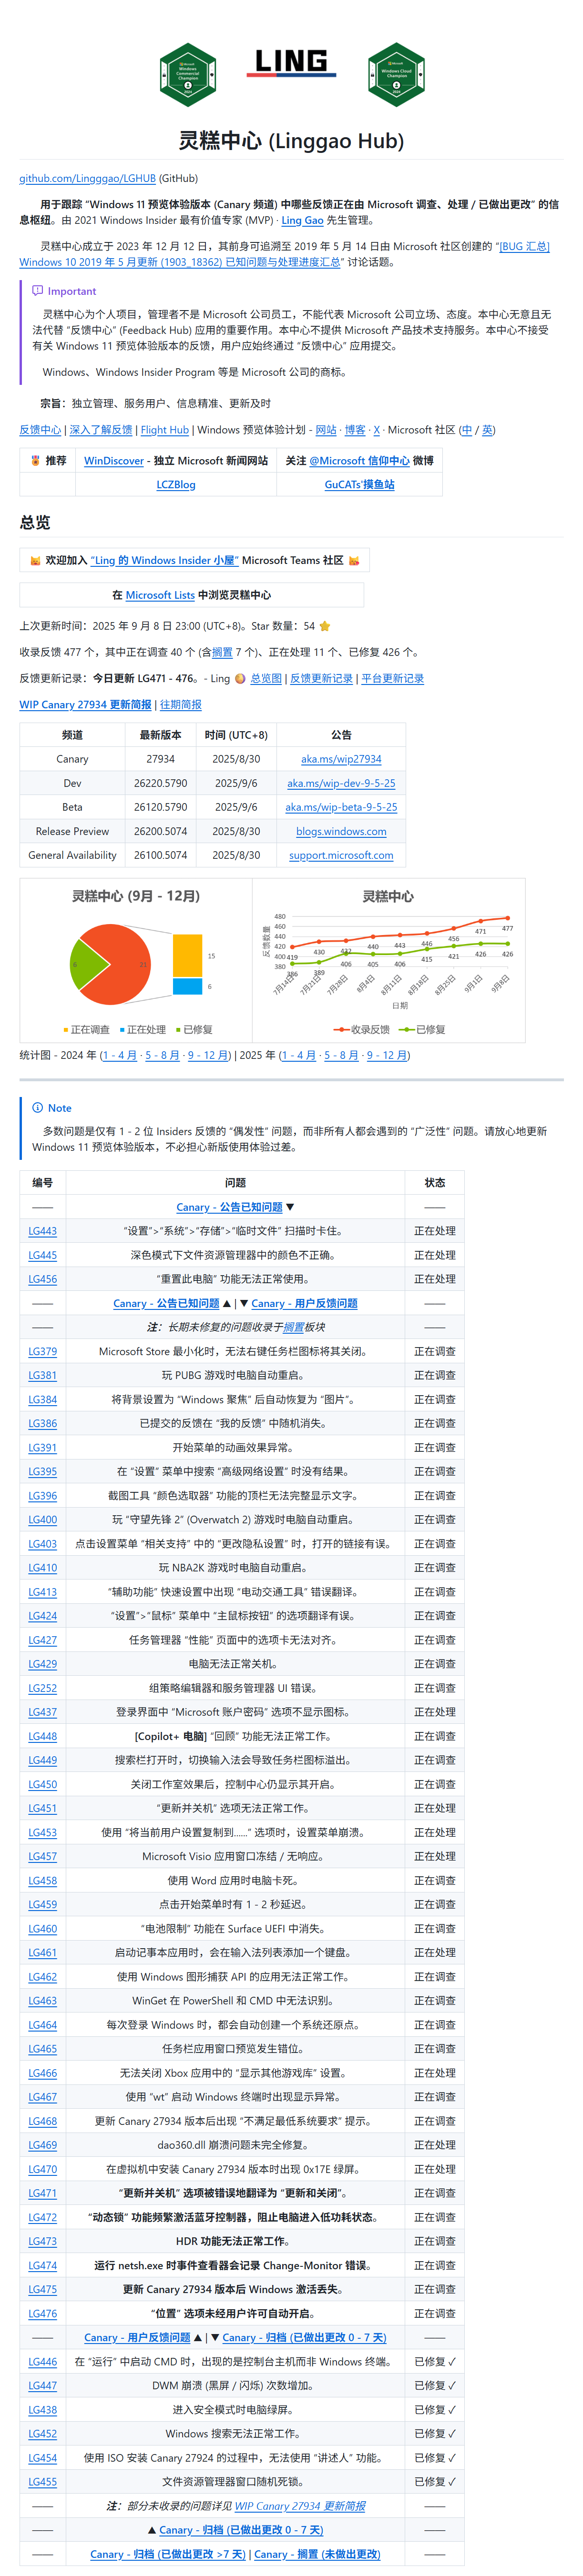 Microsoft
Windows
Commercial
Champion
LING
Microsoft
Windows Cloud
Champion
灵糕中心 (Linggao Hub)
github.com/Lingggao/LGHUB (GitHub)
用于跟踪 “Windows 11 预览体验版本 (Canary 频道) 中哪些反馈正在由 Microsoft 调查、处理 / 已做出更改” 的信
息枢纽。由 2021 Windows Insider 最有价值专家 (MVP) · Ling Gao 先生管理。
灵糕中心成立于 2023 年 12 月 12 日，其前身可追溯至 2019 年 5 月 14 日由 Microsoft 社区创建的 “[BUG 汇总]
Windows 10 2019 年 5 月更新 (1903_18362) 已知问题与处理进度汇总” 讨论话题。
Important
灵糕中心为个人项目，管理者不是 Microsoft 公司员工，不能代表 Microsoft 公司立场、态度。本中心无意且无
法代替 “反馈中心” (Feedback Hub) 应用的重要作用。本中心不提供 Microsoft 产品技术支持服务。本中心不接受
有关 Windows 11 预览体验版本的反馈，用户应始终通过 “反馈中心” 应用提交。
Windows、Windows Insider Program 等是 Microsoft 公司的商标。
宗旨：独立管理、服务用户、信息精准、更新及时
反馈中心 | 深入了解反馈 | Flight Hub | Windows 预览体验计划 - 网站 · 博客 · X · Microsoft 社区 (中 / 英)
推荐 WinDiscover - 独立 Microsoft 新闻网站 关注 @Microsoft 信仰中心 微博
LCZBlog GuCATs'摸鱼站
总览
欢迎加入 “Ling 的 Windows Insider 小屋” Microsoft Teams 社区
在 Microsoft Lists 中浏览灵糕中心
上次更新时间：2025 年 9 月 8 日 23:00 (UTC+8)。Star 数量：54
收录反馈 477 个，其中正在调查 40 个 (含搁置 7 个)、正在处理 11 个、已修复 426 个。
反馈更新记录：今日更新 LG471 - 476。- Ling 总览图 | 反馈更新记录 | 平台更新记录
WIP Canary 27934 更新简报 | 往期简报
频道 最新版本 时间 (UTC+8) 公告
Canary 27934 2025/8/30 aka.ms/wip27934
Dev 26220.5790 2025/9/6 aka.ms/wip-dev-9-5-25
Beta 26120.5790 2025/9/6 aka.ms/wip-beta-9-5-25
Release Preview 26200.5074 2025/8/30 blogs.windows.com
General Availability 26100.5074 2025/8/30 support.microsoft.com
灵糕中心 (9月 - 12月)
6 21 15 6
正在调查 正在处理 已修复
灵糕中心
反馈数量
480 460 440 420 400 380
419 430 432 440 443 446 456 471 477
386 389 406 405 406 415 421 426 426
7月14日 7月21日 7月28日 8月4日 8月11日 8月18日 8月25日 9月1日 9月8日
日期
收录反馈 已修复
统计图 - 2024 年 (1 - 4 月 · 5 - 8 月 · 9 - 12 月) | 2025 年 (1 - 4 月 · 5 - 8 月 · 9 - 12 月)
Note
多数问题是仅有 1 - 2 位 Insiders 反馈的 “偶发性” 问题，而非所有人都会遇到的 “广泛性” 问题。请放心地更新
Windows 11 预览体验版本，不必担心新版使用体验过差。
编号 问题 状态
—— Canary - 公告已知问题 ▼ ——
LG443 “设置”>“系统”>“存储”>“临时文件” 扫描时卡住。 正在处理
LG445 深色模式下文件资源管理器中的颜色不正确。 正在处理
LG456 “重置此电脑” 功能无法正常使用。 正在处理
—— Canary - 公告已知问题 ▲ | ▼ Canary - 用户反馈问题 ——
—— 注：长期未修复的问题收录于搁置板块 ——
LG379 Microsoft Store 最小化时，无法右键任务栏图标将其关闭。 正在调查
LG381 玩 PUBG 游戏时电脑自动重启。 正在调查
LG384 将背景设置为 “Windows 聚焦” 后自动恢复为 “图片”。 正在调查
LG386 已提交的反馈在 “我的反馈” 中随机消失。 正在调查
LG391 开始菜单的动画效果异常。 正在调查
LG395 在 “设置” 菜单中搜索 “高级网络设置” 时没有结果。 正在调查
LG396 截图工具 “颜色选取器” 功能的顶栏无法完整显示文字。 正在调查
LG400 玩 “守望先锋 2” (Overwatch 2) 游戏时电脑自动重启。 正在调查
LG403 点击设置菜单 “相关支持” 中的 “更改隐私设置” 时，打开的链接有误。 正在调查
LG410 玩 NBA2K 游戏时电脑自动重启。 正在调查
LG413 “辅助功能” 快速设置中出现 “电动交通工具” 错误翻译。 正在调查
LG424 “设置”>“鼠标” 菜单中 “主鼠标按钮” 的选项翻译有误。 正在调查
LG427 任务管理器 “性能” 页面中的选项卡无法对齐。 正在调查
LG429 电脑无法正常关机。 正在调查
LG252 组策略编辑器和服务管理器 UI 错误。 正在调查
LG437 登录界面中 “Microsoft 账户密码” 选项不显示图标。 正在处理
LG448 [Copilot+ 电脑] “回顾” 功能无法正常工作。 正在调查
LG449 搜索栏打开时，切换输入法会导致任务栏图标溢出。 正在调查
LG450 关闭工作室效果后，控制中心仍显示其开启。 正在调查
LG451 “更新并关机” 选项无法正常工作。 正在处理
LG453 使用 “将当前用户设置复制到......” 选项时，设置菜单崩溃。 正在调查
LG457 Microsoft Visio 应用窗口冻结 / 无响应。 正在处理
LG458 使用 Word 应用时电脑卡死。 正在调查
LG459 点击开始菜单时有 1 - 2 秒延迟。 正在调查
LG460 “电池限制” 功能在 Surface UEFI 中消失。 正在调查
LG461 启动记事本应用时，会在输入法列表添加一个键盘。 正在处理
LG462 使用 Windows 图形捕获 API 的应用无法正常工作。 正在调查
LG463 WinGet 在 PowerShell 和 CMD 中无法识别。 正在调查
LG464 每次登录 Windows 时，都会自动创建一个系统还原点。 正在调查
LG465 任务栏应用窗口预览发生错位。 正在调查
LG466 无法关闭 Xbox 应用中的 “显示其他游戏库” 设置。 正在处理
LG467 使用 “wt” 启动 Windows 终端时出现显示异常。 正在调查
LG468 更新 Canary 27934 版本后出现 “不满足最低系统要求” 提示。 正在调查
LG469 dao360.dll 崩溃问题未完全修复。 正在处理
LG470 在虚拟机中安装 Canary 27934 版本时出现 0x17E 绿屏。 正在处理
LG471 “更新并关机” 选项被错误地翻译为 “更新和关闭”。 正在调查
LG472 “动态锁” 功能频繁激活蓝牙控制器，阻止电脑进入低功耗状态。 正在调查
LG473 HDR 功能无法正常工作。 正在调查
LG474 运行 netsh.exe 时事件查看器会记录 Change-Monitor 错误。 正在调查
LG475 更新 Canary 27934 版本后 Windows 激活丢失。 正在调查
LG476 “位置” 选项未经用户许可自动开启。 正在调查
—— Canary - 用户反馈问题 ▲ | ▼ Canary - 归档 (已做出更改 0 - 7 天) ——
LG446 在 “运行” 中启动 CMD 时，出现的是控制台主机而非 Windows 终端。 已修复 ✓
LG447 DWM 崩溃 (黑屏 / 闪烁) 次数增加。 已修复 ✓
LG438 进入安全模式时电脑绿屏。 已修复 ✓
LG452 Windows 搜索无法正常工作。 已修复 ✓
LG454 使用 ISO 安装 Canary 27924 的过程中，无法使用 “讲述人” 功能。 已修复 ✓
LG455 文件资源管理器窗口随机死锁。 已修复 ✓
—— 注：部分未收录的问题详见 WIP Canary 27934 更新简报 ——
—— ▲ Canary - 归档 (已做出更改 0 - 7 天) ——
—— Canary - 归档 (已做出更改 >7 天) | Canary - 搁置 (未做出更改) ——